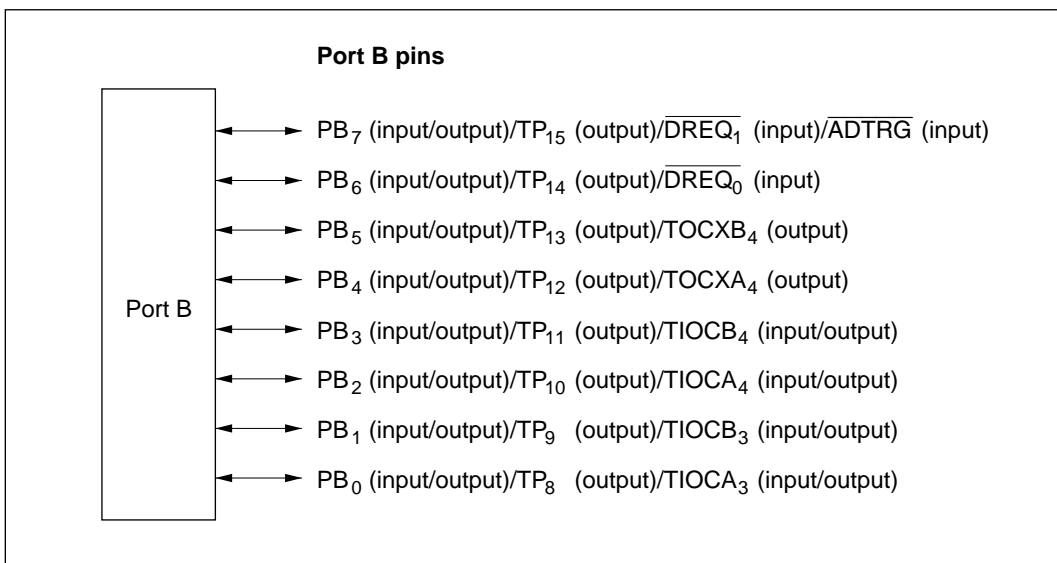 Port B pins
PB₇ (input/output)/TP₁₅ (output)/D̅R̅E̅Q̅₁̅ (input)/A̅D̅T̅R̅G̅ (input)
PB₆ (input/output)/TP₁₄ (output)/D̅R̅E̅Q̅₀̅ (input)
PB₅ (input/output)/TP₁₃ (output)/TOCXB₄ (output)
PB₄ (input/output)/TP₁₂ (output)/TOCXA₄ (output)
Port B
PB₃ (input/output)/TP₁₁ (output)/TIOCB₄ (input/output)
PB₂ (input/output)/TP₁₀ (output)/TIOCA₄ (input/output)
PB₁ (input/output)/TP₉ (output)/TIOCB₃ (input/output)
PB₀ (input/output)/TP₈ (output)/TIOCA₃ (input/output)